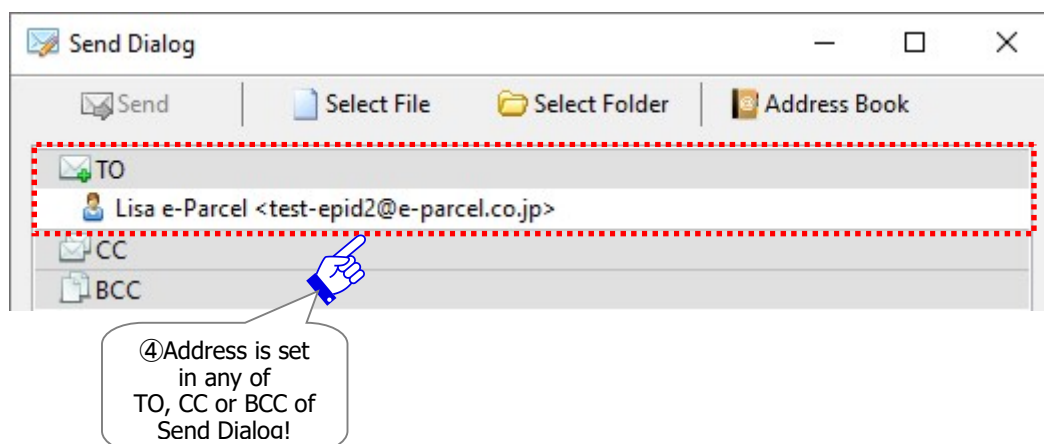 Send Dialog
Send Select File Select Folder Address Book
TO
Lisa e-Parcel <test-epid2@e-parcel.co.jp>
CC
BCC
④Address is set
in any of
TO, CC or BCC of
Send Dialog!